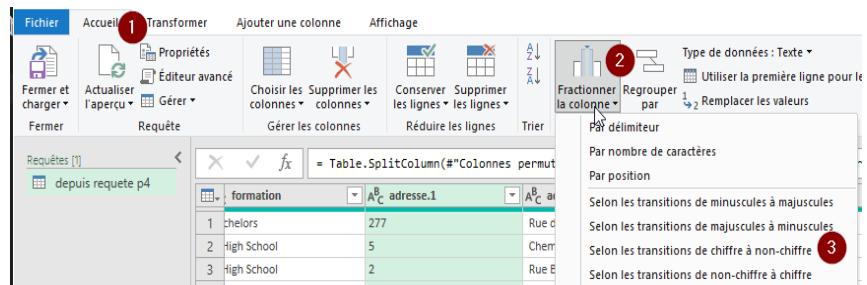 Fichier Accueil 1 Transformer Ajouter une colonne Affichage
Fermer et charger
Actualiser l'aperçu
Propriétés
Éditeur avancé
Gérer
Choisir les colonnes
Supprimer les colonnes
Conserver les lignes
Supprimer les lignes
Fractionner la colonne
2
Regrouper par
Type de données : Texte
Utiliser la première ligne pour le
Remplacer les valeurs
Fermer Requête Gérer les colonnes Réduire les lignes Trier
Par délimiteur
Par nombre de caractères
Par position
Selon les transitions de minuscules à majuscules
Selon les transitions de majuscules à minuscules
Selon les transitions de chiffre à non-chiffre 3
Selon les transitions de non-chiffre à chiffre
Requêtes [1]
depuis requete p4
fx = Table.SplitColumn(#"Colonnes permut
formation ABC adresse.1 ABC
1 chelors 277 Rue d
2 High School 5 Chem
3 High School 2 Rue B